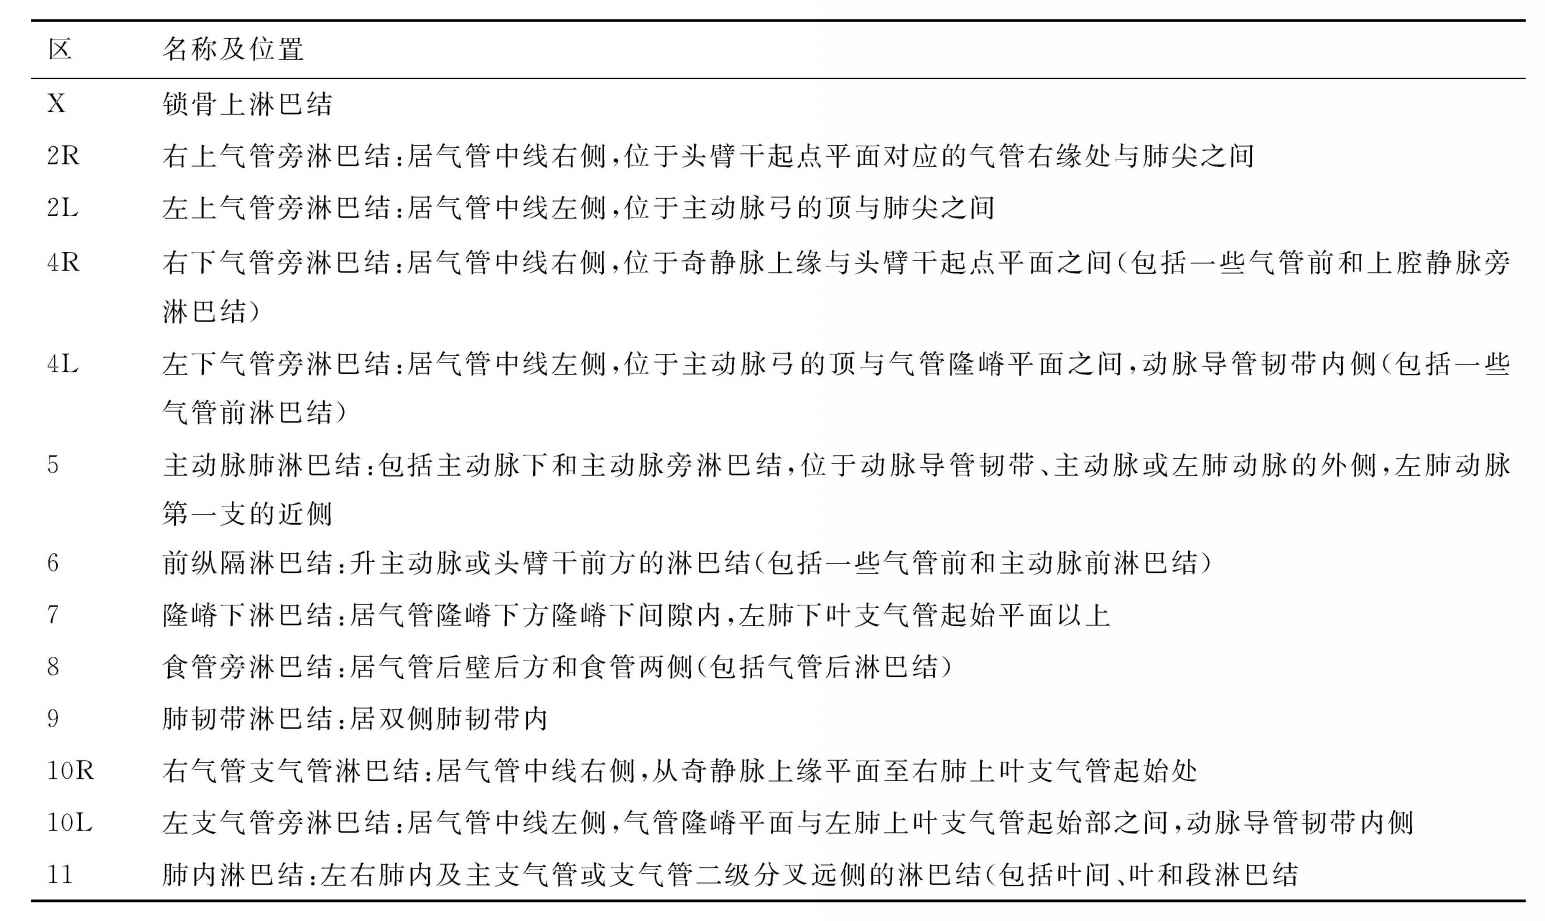 区 名称及位置
X 锁骨上淋巴结
2R 右上气管旁淋巴结:居气管中线右侧,位于头臂干起点平面对应的气管右缘处与肺尖之间
2L 左上气管旁淋巴结:居气管中线左侧,位于主动脉弓的顶与肺尖之间
4R 右下气管旁淋巴结:居气管中线右侧,位于奇静脉上缘与头臂干起点平面之间(包括一些气管前和上腔静脉旁
淋巴结)
4L 左下气管旁淋巴结:居气管中线左侧,位于主动脉弓的顶与气管隆嵴平面之间,动脉导管韧带内侧(包括一些
气管前淋巴结)
5 主动脉肺淋巴结:包括主动脉下和主动脉旁淋巴结,位于动脉导管韧带、主动脉或左肺动脉的外侧,左肺动脉
第一支的近侧
6 前纵隔淋巴结:升主动脉或头臂干前方的淋巴结(包括一些气管前和主动脉前淋巴结)
7 隆嵴下淋巴结:居气管隆嵴下方隆嵴下间隙内,左肺下叶支气管起始平面以上
8 食管旁淋巴结:居气管后壁后方和食管两侧(包括气管后淋巴结)
9 肺韧带淋巴结:居双侧肺韧带内
10R 右气管支气管淋巴结:居气管中线右侧,从奇静脉上缘平面至右肺上叶支气管起始处
10L 左支气管旁淋巴结:居气管中线左侧,气管隆嵴平面与左肺上叶支气管起始部之间,动脉导管韧带内侧
11 肺内淋巴结:左右肺内及主支气管或支气管二级分叉远侧的淋巴结(包括叶间、叶和段淋巴结